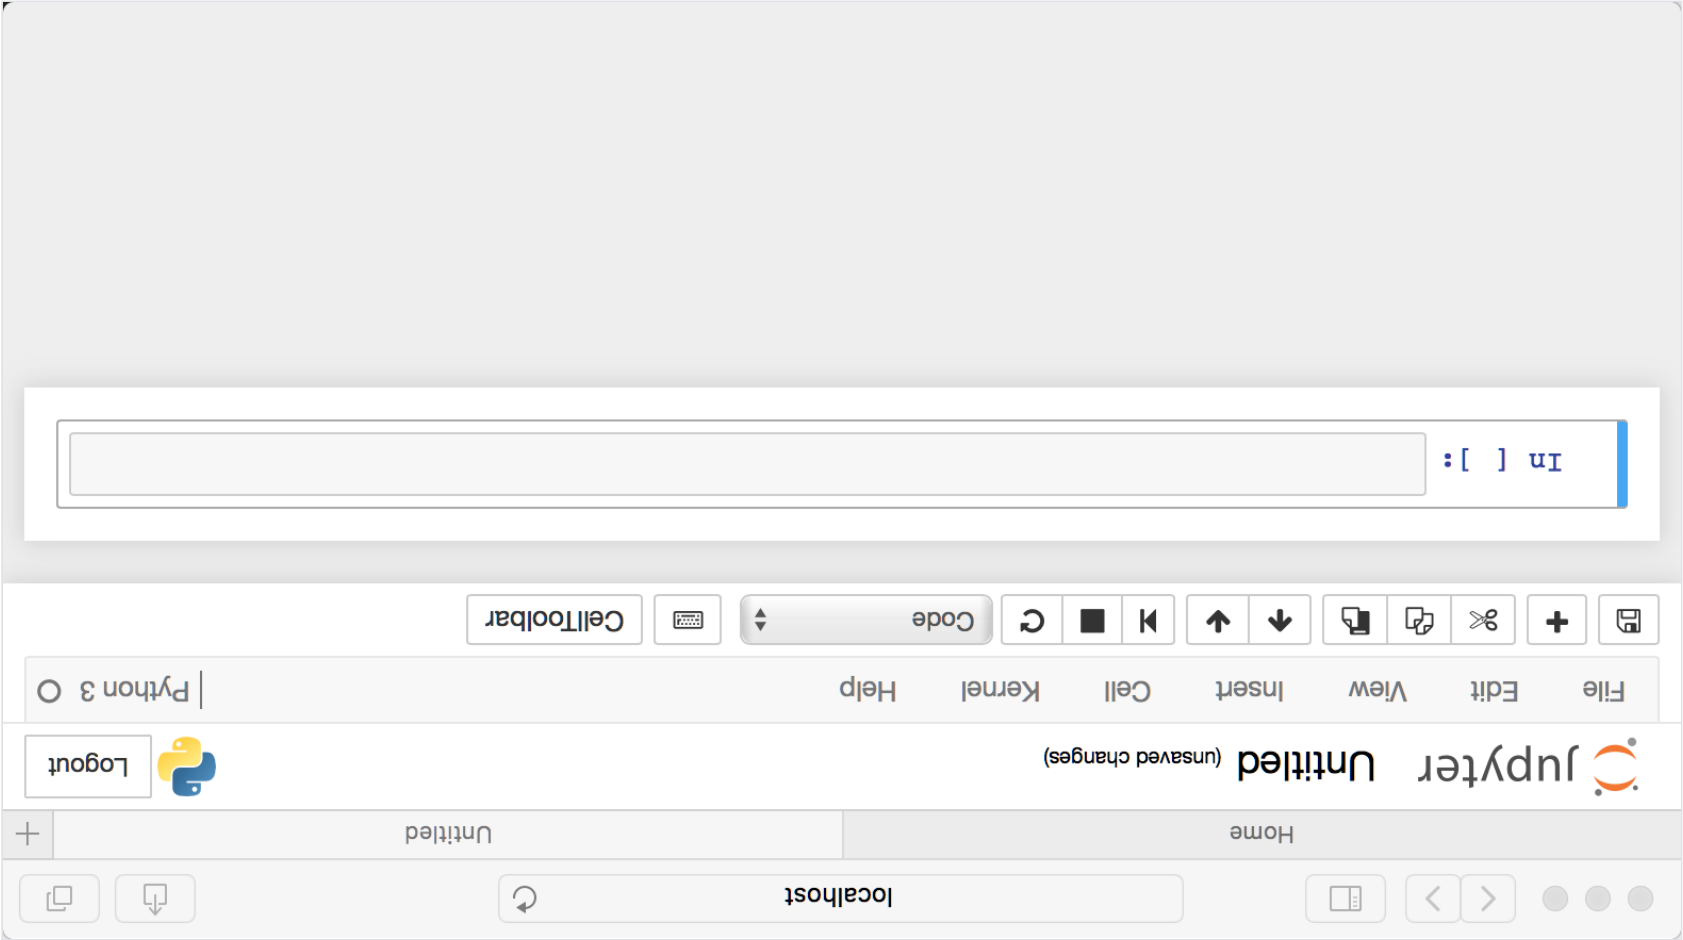 localhost
Home Untitled
jupyter Untitled (unsaved changes) Logout
File Edit View Insert Cell Kernel Help Python 3
Code CellToolbar
In [ ]: